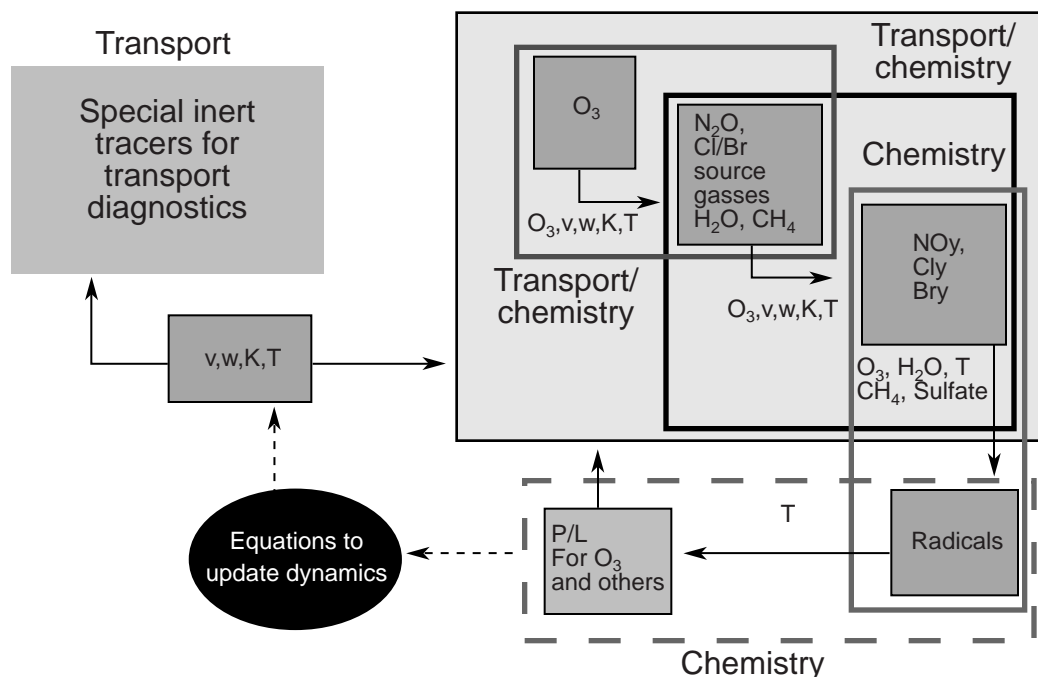 Transport
Special inert
tracers for
transport
diagnostics
v,w,K,T
Equations to
update dynamics
Transport/
chemistry
O₃
O₃,v,w,K,T
N₂O,
Cl/Br
source
gasses
H₂O, CH₄
Transport/
chemistry
O₃,v,w,K,T
Chemistry
NOy,
Cly
Bry
O₃, H₂O, T
CH₄, Sulfate
Radicals
T
P/L
For O₃
and others
Chemistry